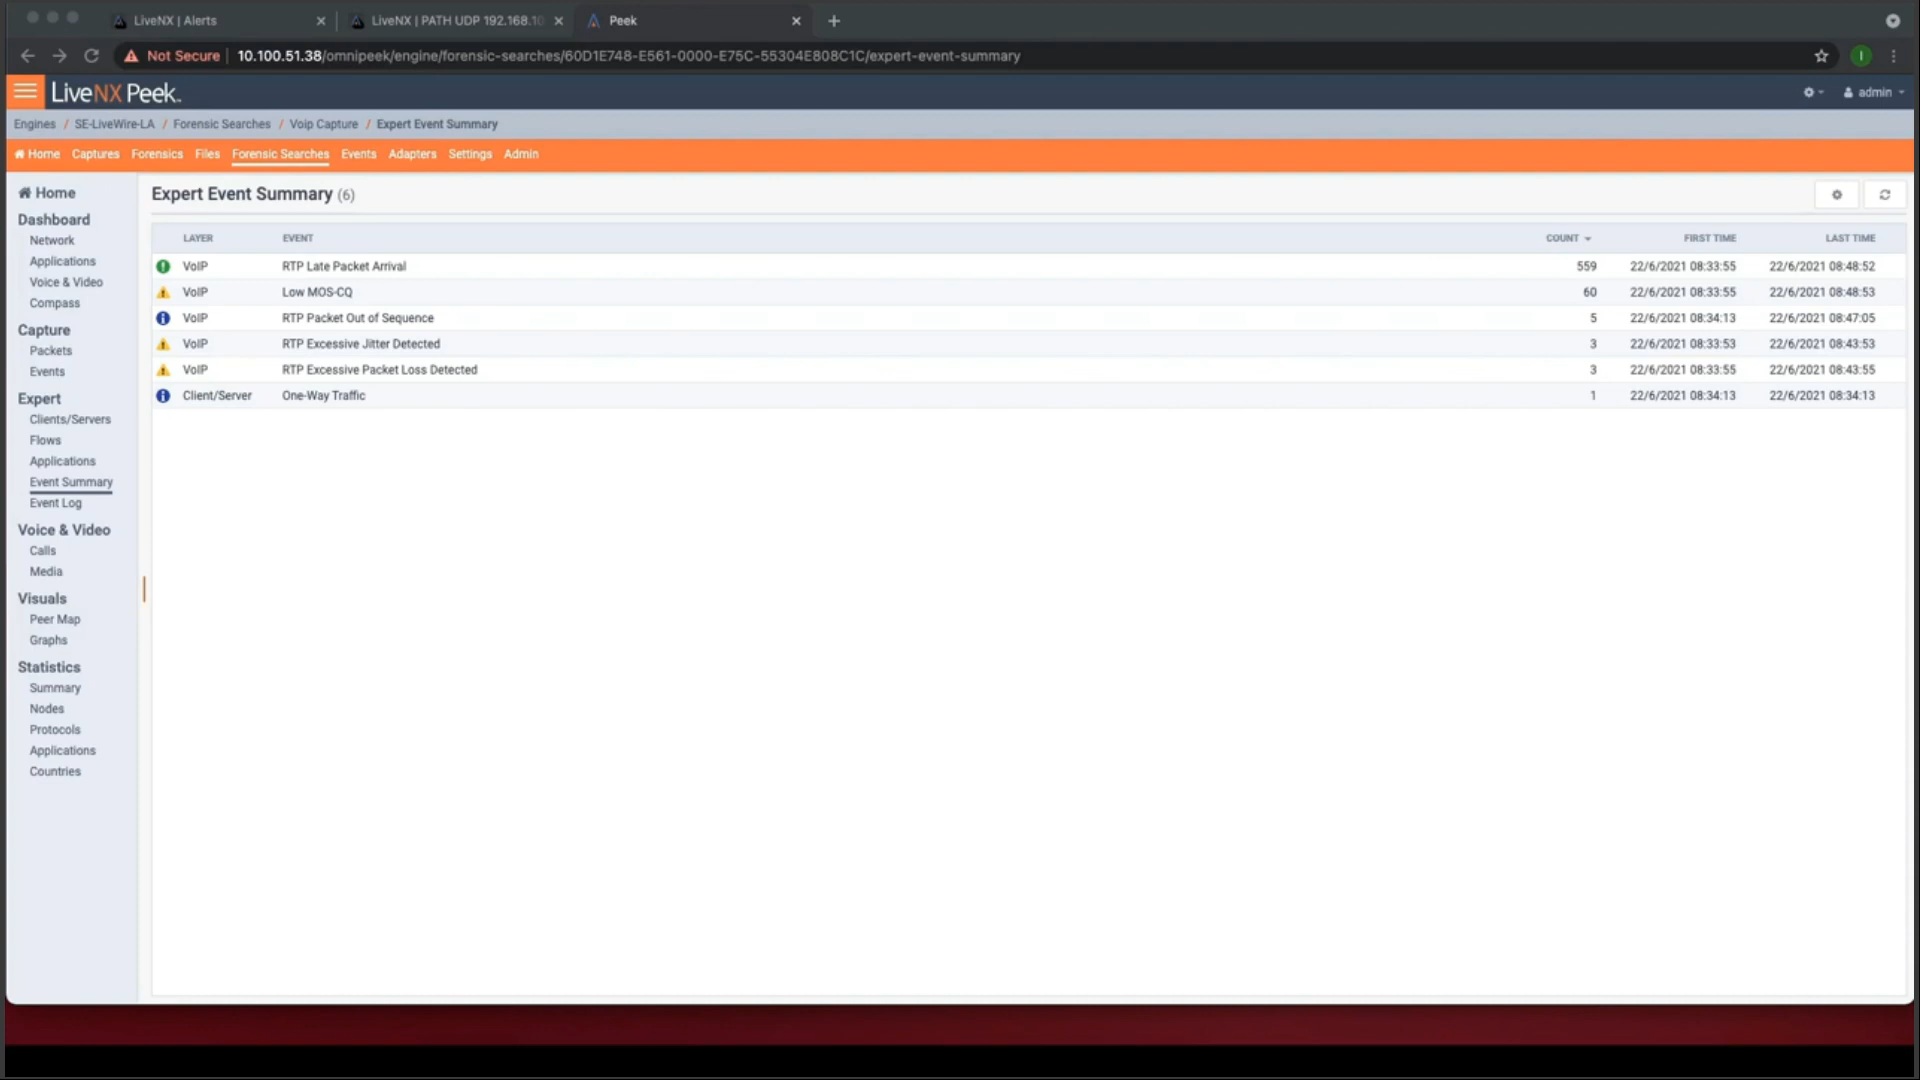 LiveNX | Alerts
LiveNX | PATH UDP 192.168.10
Peek
Not Secure
10.100.51.38/omnipeek/engine/forensic-searches/60D1E748-E561-0000-E75C-55304E808C1C/expert-event-summary
LiveNX Peek
admin
Engines / SE-LiveWire-LA / Forensic Searches / Voip Capture / Expert Event Summary
Home Captures Forensics Files Forensic Searches Events Adapters Settings Admin
Home
Dashboard
Network
Applications
Voice & Video
Compass
Capture
Packets
Events
Expert
Clients/Servers
Flows
Applications
Event Summary
Event Log
Voice & Video
Calls
Media
Visuals
Peer Map
Graphs
Statistics
Summary
Nodes
Protocols
Applications
Countries
Expert Event Summary (6)
LAYER EVENT COUNT FIRST TIME LAST TIME
VoIP RTP Late Packet Arrival 559 22/6/2021 08:33:55 22/6/2021 08:48:52
VoIP Low MOS-CQ 60 22/6/2021 08:33:55 22/6/2021 08:48:53
VoIP RTP Packet Out of Sequence 5 22/6/2021 08:34:13 22/6/2021 08:47:05
VoIP RTP Excessive Jitter Detected 3 22/6/2021 08:33:53 22/6/2021 08:43:53
VoIP RTP Excessive Packet Loss Detected 3 22/6/2021 08:33:55 22/6/2021 08:43:55
Client/Server One-Way Traffic 1 22/6/2021 08:34:13 22/6/2021 08:34:13